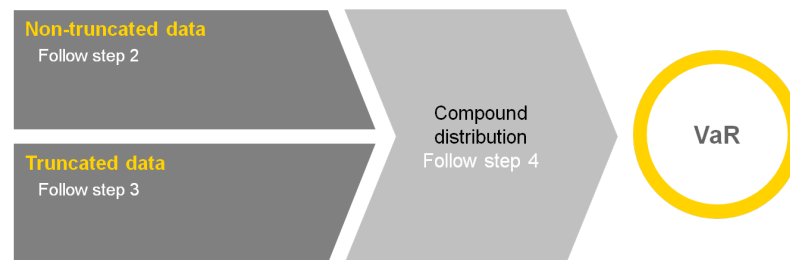 Non-truncated data
Follow step 2
Truncated data
Follow step 3
Compound
distribution
Follow step 4
VaR